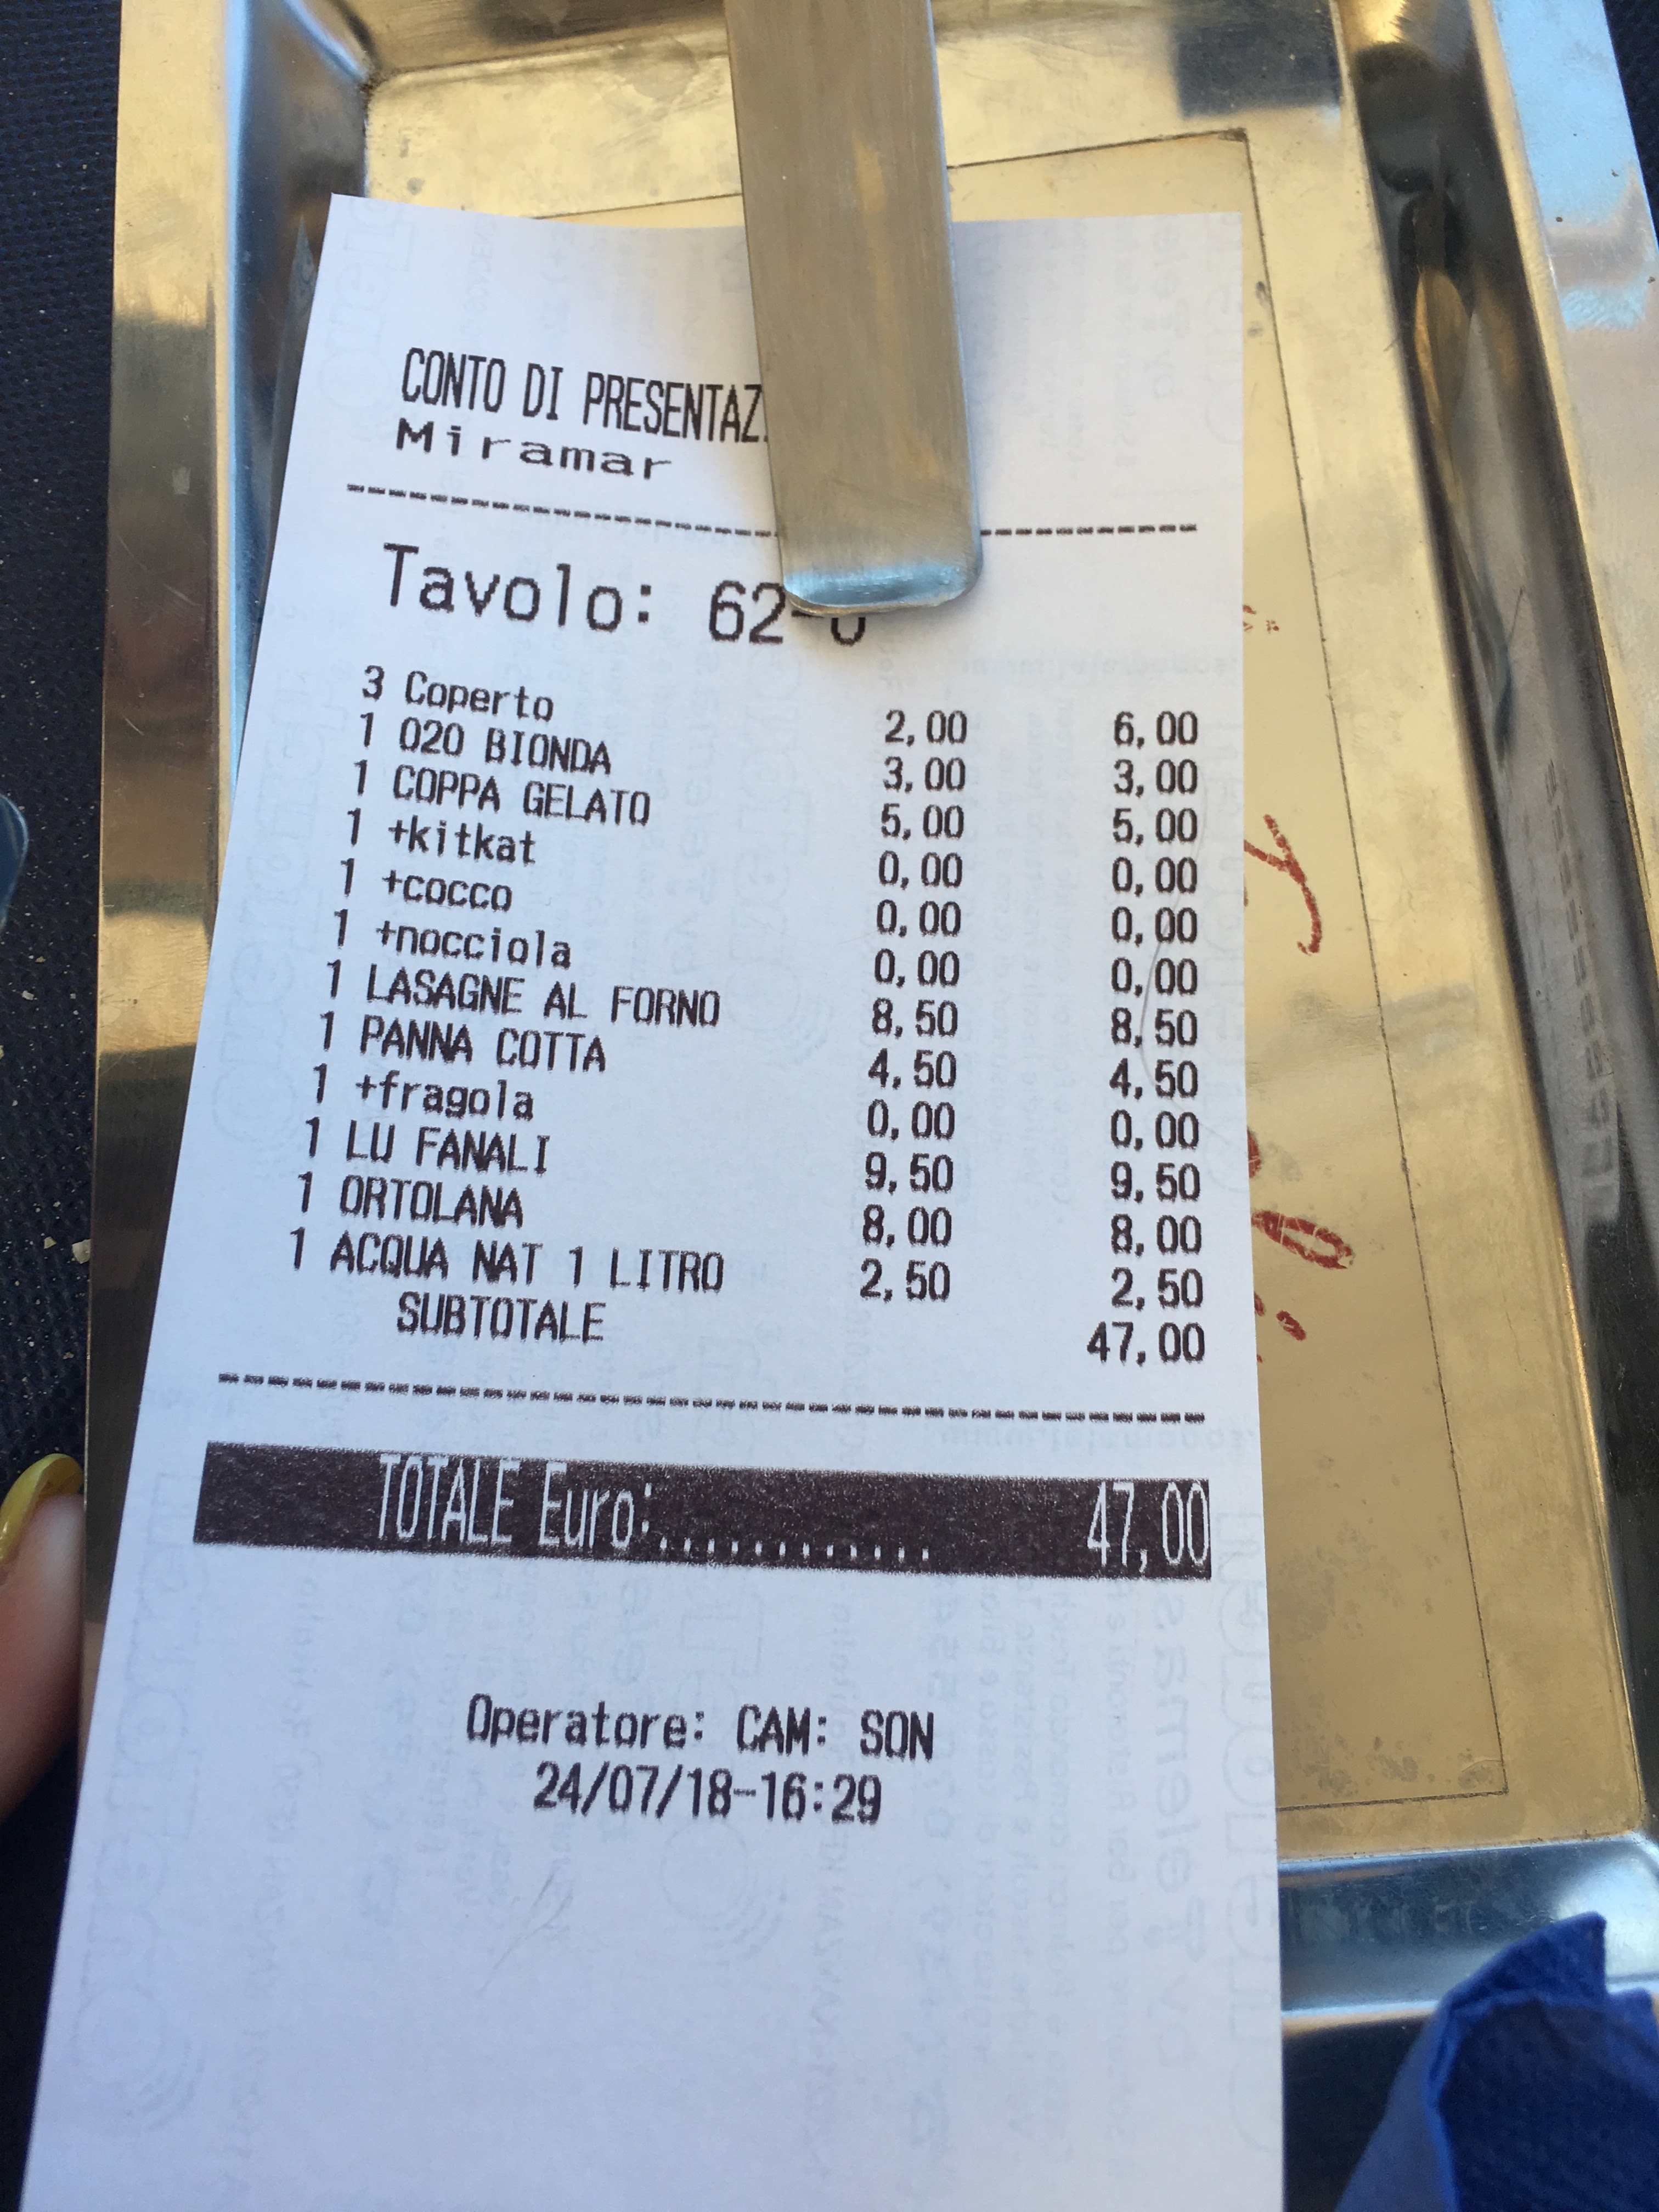 CONTO DI PRESENTAZ
Miramar
Tavolo: 62-0
3 Coperto 2,00 6,00
1 020 BIONDA 3,00 3,00
1 COPPA GELATO 5,00 5,00
1 +kitkat 0,00 0,00
1 +cocco 0,00 0,00
1 +nocciola 0,00 0,00
1 LASAGNE AL FORNO 8,50 8,50
1 PANNA COTTA 4,50 4,50
1 +fragola 0,00 0,00
1 LU FANALI 9,50 9,50
1 ORTOLANA 8,00 8,00
1 ACQUA NAT 1 LITRO 2,50 2,50
SUBTOTALE 47,00
TOTALE Euro:............ 47,00
Operatore: CAM: SON
24/07/18-16:29